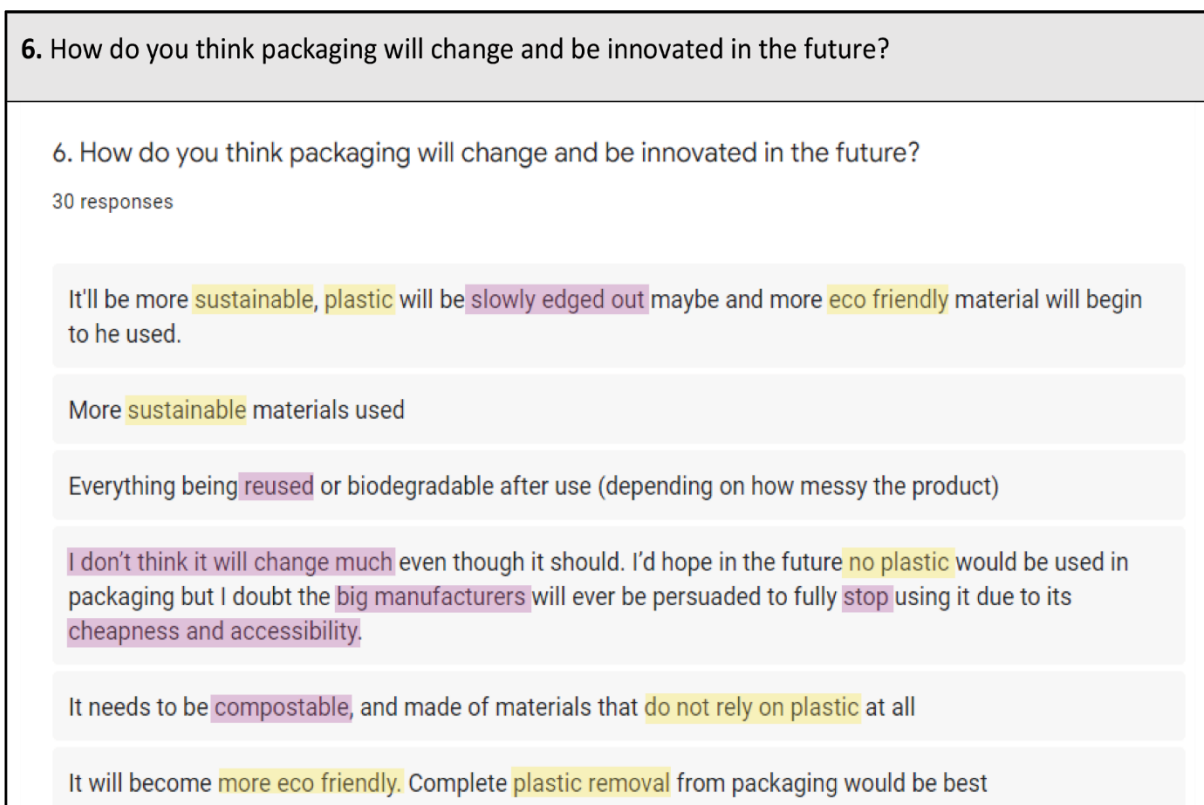 6. How do you think packaging will change and be innovated in the future?
6. How do you think packaging will change and be innovated in the future?
30 responses
It'll be more sustainable, plastic will be slowly edged out maybe and more eco friendly material will begin
to he used.
More sustainable materials used
Everything being reused or biodegradable after use (depending on how messy the product)
I don't think it will change much even though it should. I'd hope in the future no plastic would be used in
packaging but I doubt the big manufacturers will ever be persuaded to fully stop using it due to its
cheapness and accessibility.
It needs to be compostable, and made of materials that do not rely on plastic at all
It will become more eco friendly. Complete plastic removal from packaging would be best